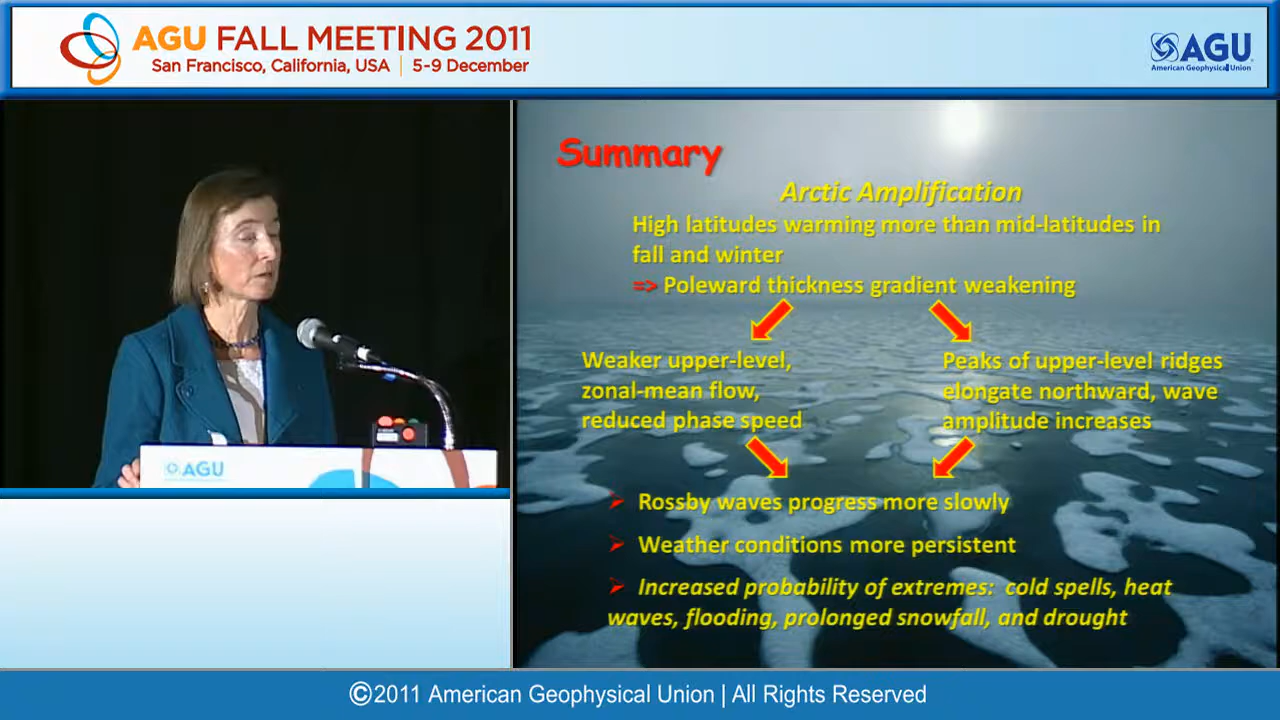 AGU FALL MEETING 2011
San Francisco, California, USA | 5-9 December
AGU
American Geophysical Union
Summary
Arctic Amplification
High latitudes warming more than mid-latitudes in
fall and winter
=> Poleward thickness gradient weakening
Weaker upper-level,
zonal-mean flow,
reduced phase speed
Peaks of upper-level ridges
elongate northward, wave
amplitude increases
Rossby waves progress more slowly
Weather conditions more persistent
Increased probability of extremes: cold spells, heat
waves, flooding, prolonged snowfall, and drought
AGU
©2011 American Geophysical Union | All Rights Reserved